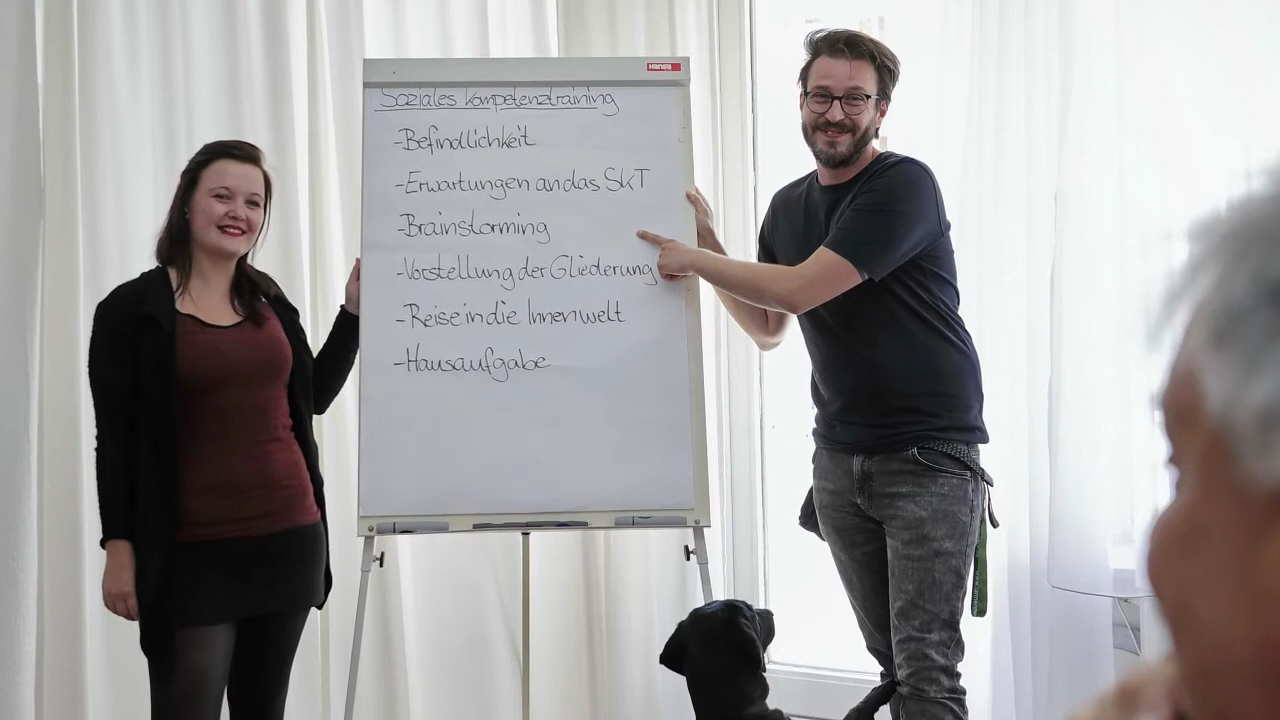 HANSA
Soziales Kompetenztraining
-Befindlichkeit
-Erwartungen an das SKT
-Brainstorming
-Vorstellung der Gliederung
-Reise in die Innenwelt
-Hausaufgabe